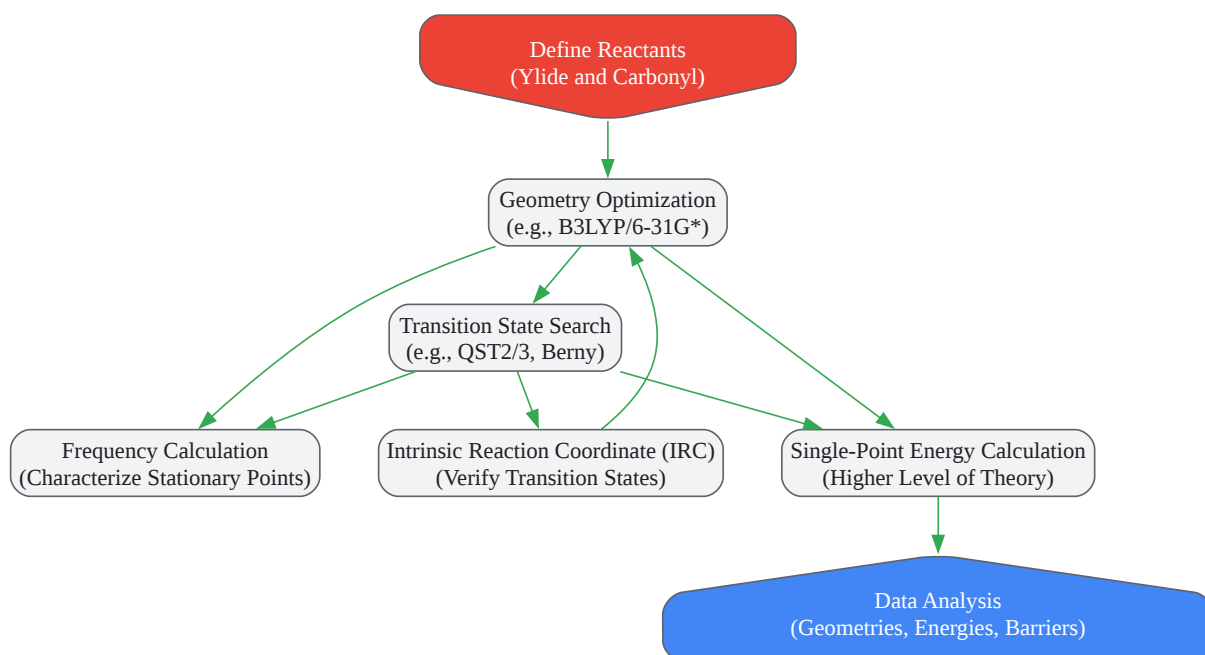 Define Reactants
(Ylide and Carbonyl)
Geometry Optimization
(e.g., B3LYP/6-31G*)
Transition State Search
(e.g., QST2/3, Berny)
Frequency Calculation
(Characterize Stationary Points)
Intrinsic Reaction Coordinate (IRC)
(Verify Transition States)
Single-Point Energy Calculation
(Higher Level of Theory)
Data Analysis
(Geometries, Energies, Barriers)